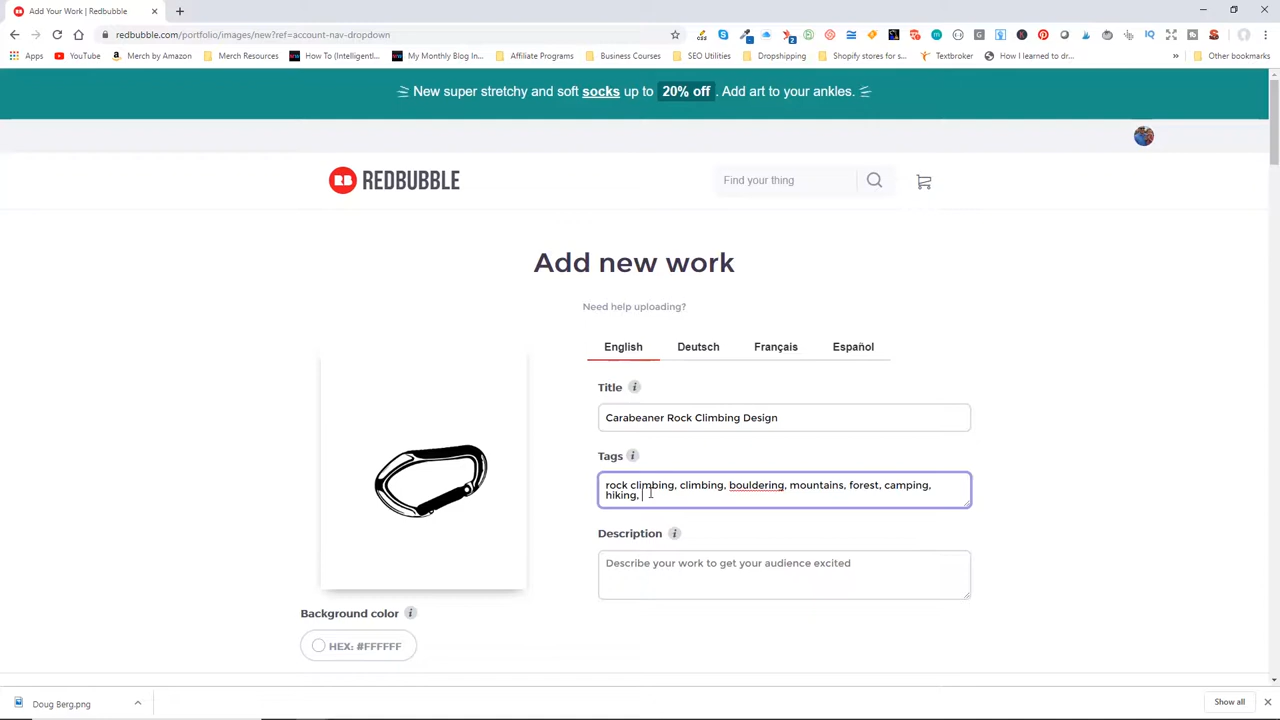 Add Your Work | Redbubble
redbubble.com/portfolio/images/new?ref=account-nav-dropdown
Apps YouTube Merch by Amazon Merch Resources How To (Intelligent... My Monthly Blog In... Affiliate Programs Business Courses SEO Utilities Dropshipping Shopify stores for s... Textbroker How I learned to dr... » Other bookmarks
New super stretchy and soft socks up to 20% off . Add art to your ankles.
RB REDBUBBLE
Find your thing
Add new work
Need help uploading?
English Deutsch Français Español
Title i
Carabeaner Rock Climbing Design
Tags i
rock climbing, climbing, bouldering, mountains, forest, camping,
hiking,
Description i
Describe your work to get your audience excited
Background color i
HEX: #FFFFFF
Doug Berg.png
Show all